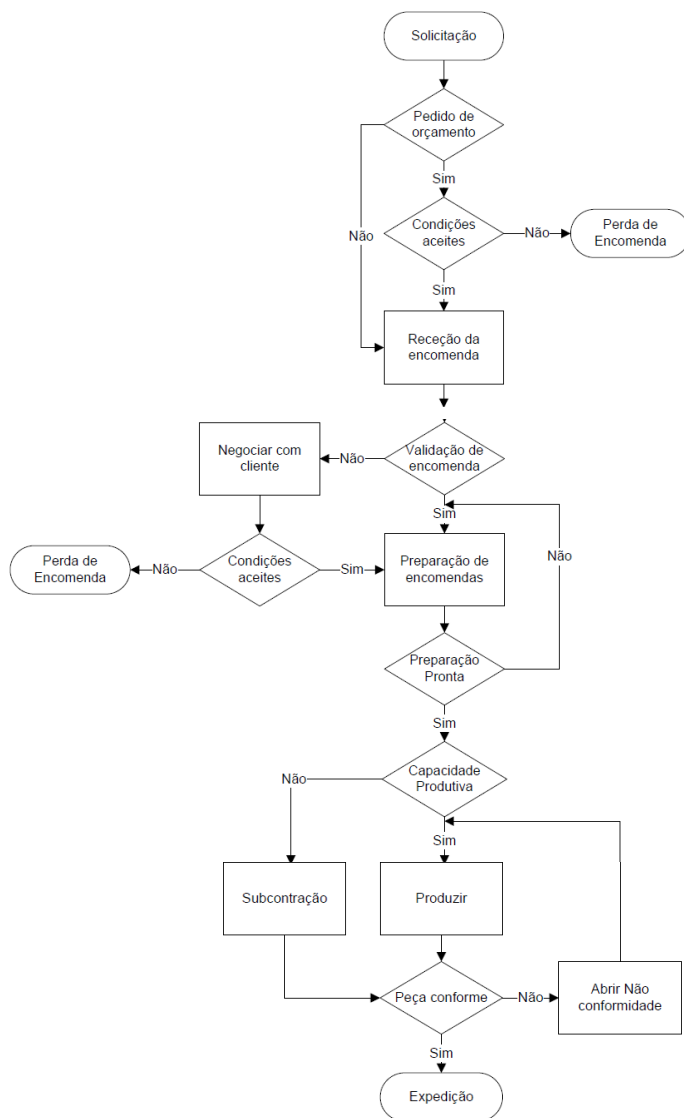 Solicitação
Pedido de
orçamento
Sim
Não
Condições
aceites
Não
Perda de
Encomenda
Sim
Receção da
encomenda
Negociar com
cliente
Não
Validação de
encomenda
Sim
Não
Perda de
Encomenda
Não
Condições
aceites
Sim
Preparação de
encomendas
Preparação
Pronta
Sim
Não
Capacidade
Produtiva
Sim
Subcontração
Produzir
Peça conforme
Não
Abrir Não
conformidade
Sim
Expedição